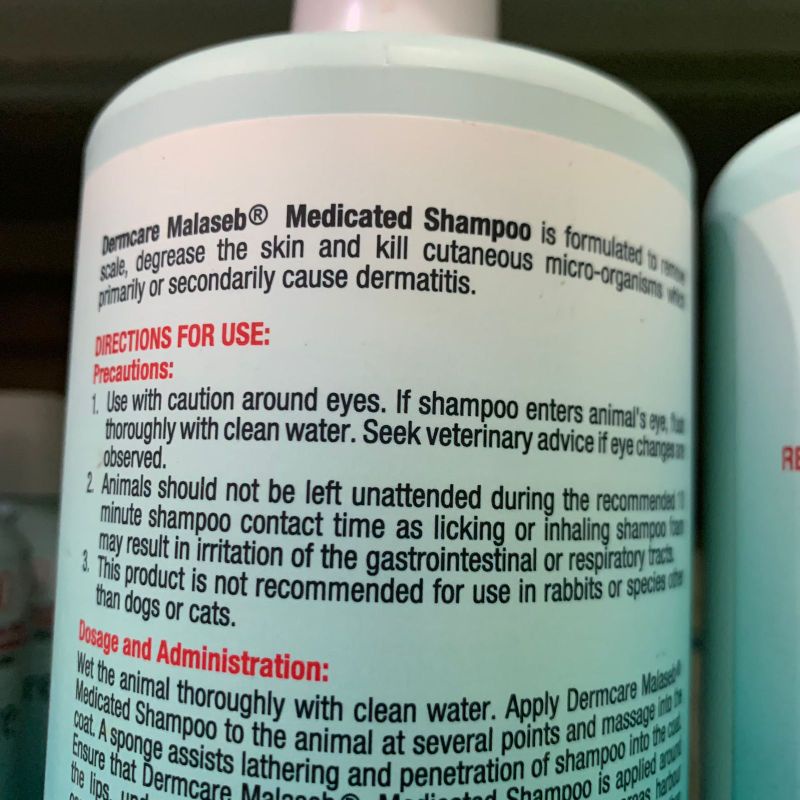 Dermcare Malaseb® Medicated Shampoo is formulated to remove
scale, degrease the skin and kill cutaneous micro-organisms which
primarily or secondarily cause dermatitis.
DIRECTIONS FOR USE:
Precautions:
1. Use with caution around eyes. If shampoo enters animal's eye, flush
thoroughly with clean water. Seek veterinary advice if eye changes are
observed.
2. Animals should not be left unattended during the recommended 10
minute shampoo contact time as licking or inhaling shampoo foam
may result in irritation of the gastrointestinal or respiratory tracts.
3. This product is not recommended for use in rabbits or species other
than dogs or cats.
Dosage and Administration:
Wet the animal thoroughly with clean water. Apply Dermcare Malaseb®
Medicated Shampoo to the animal at several points and massage into the
coat. A sponge assists lathering and penetration of shampoo into the coat.
Ensure that Dermcare Malaseb® Medicated Shampoo is applied around
the lips,
RE